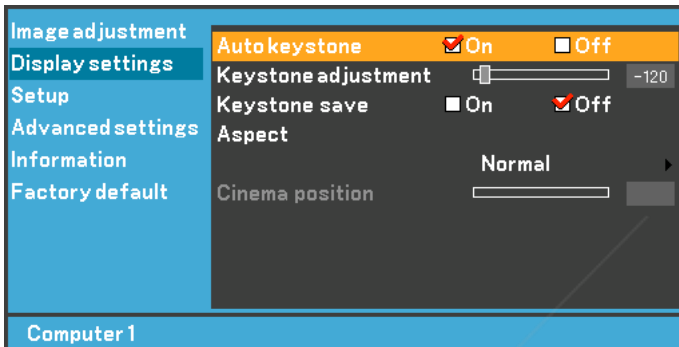 Image adjustment
Display settings
Setup
Advanced settings
Information
Factory default
Auto keystone On Off
Keystone adjustment -120
Keystone save On Off
Aspect
Normal
Cinema position
Computer 1